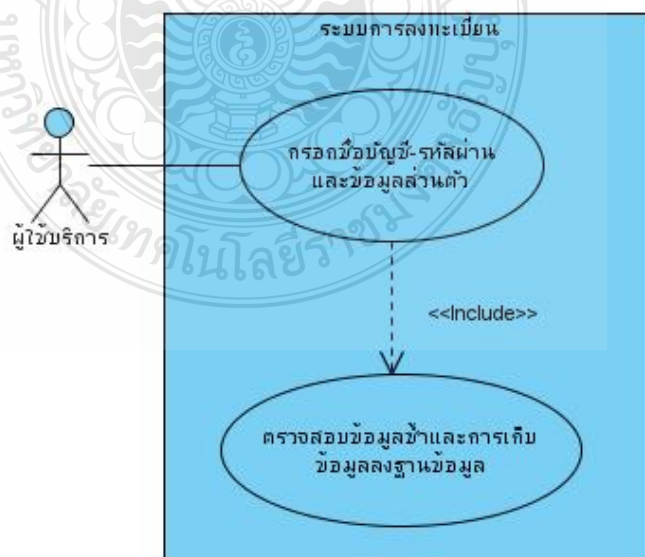 ระบบการลงทะเบียน
กรอกชื่อบัญชี-รหัสผ่าน
และข้อมูลส่วนตัว
ผู้ใช้บริการ
<<Include>>
ตรวจสอบข้อมูลซ้ำและการเก็บ
ข้อมูลลงฐานข้อมูล